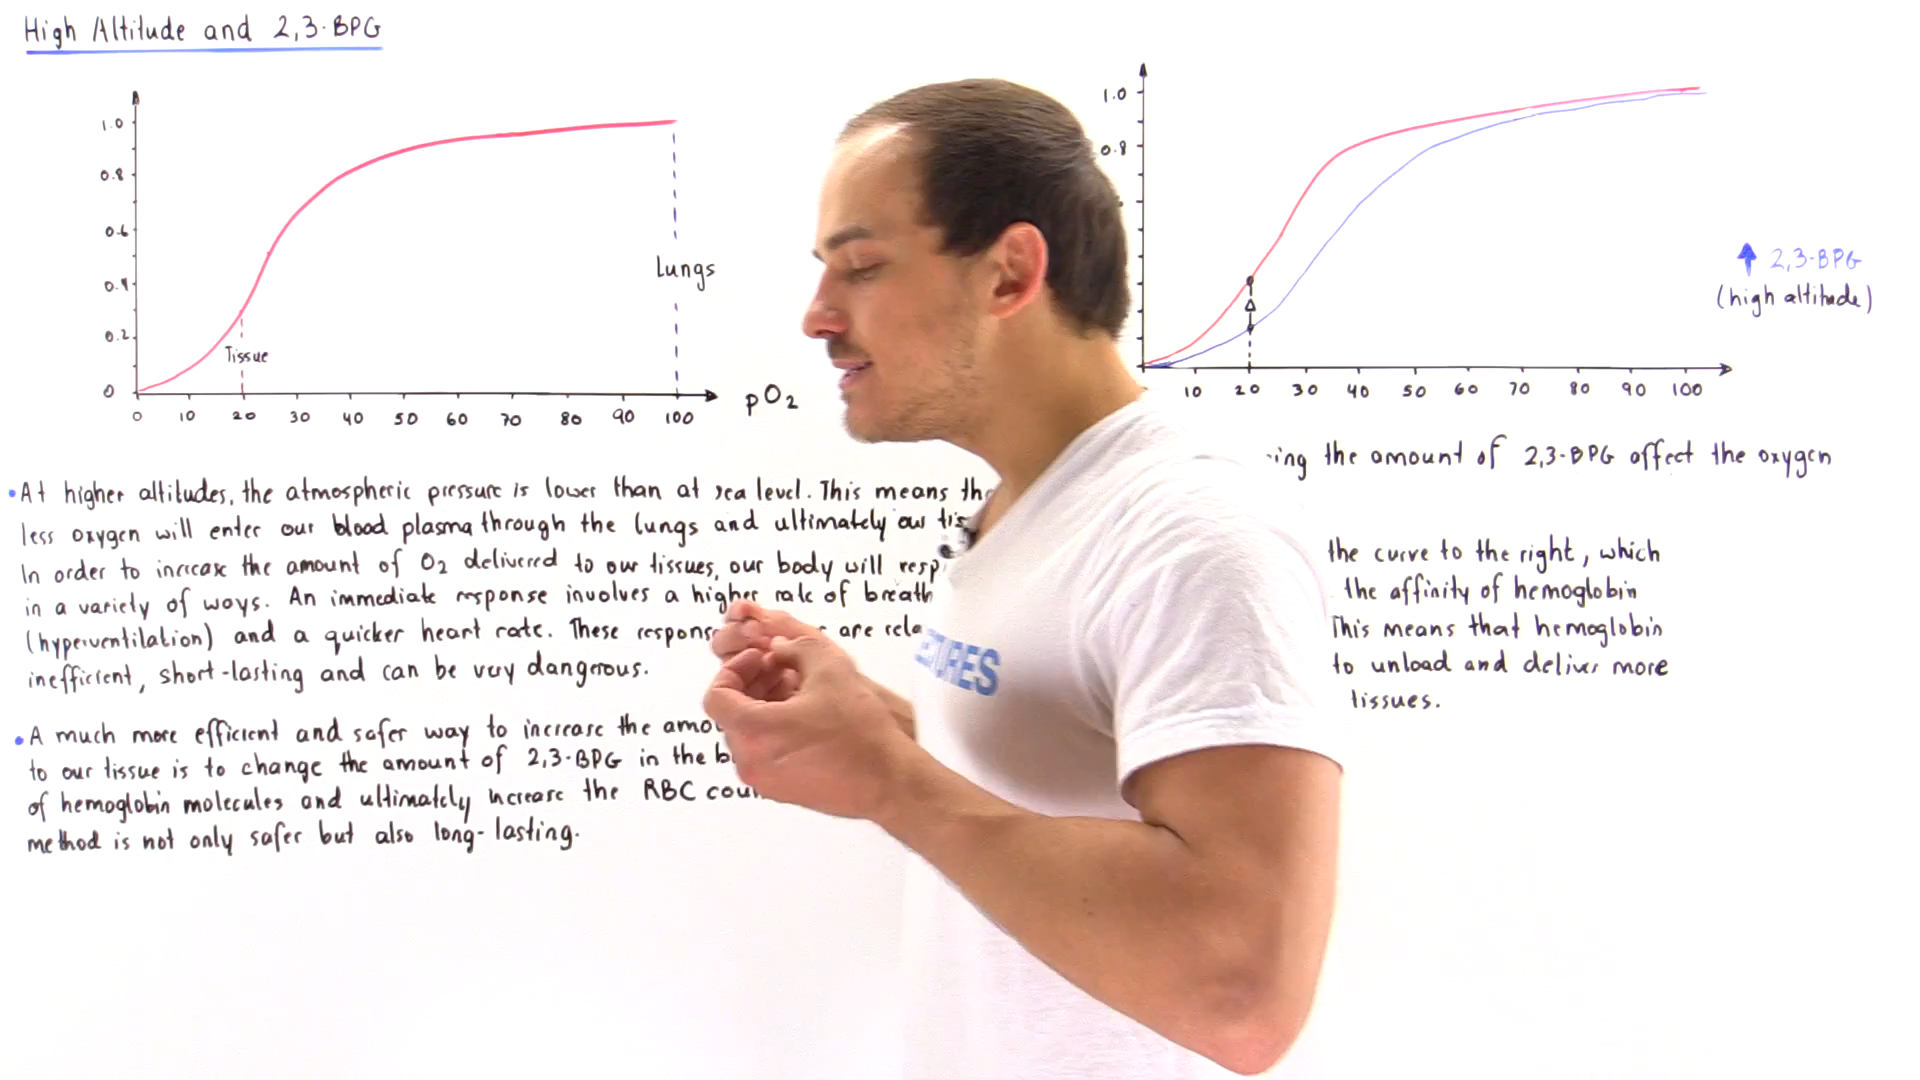 High Altitude and 2,3-BPG
1.0
0.8
0.6
0.4
0.2
0
0 10 20 30 40 50 60 70 80 90 100
Tissue
Lungs
pO2
• At higher altitudes, the atmospheric pressure is lower than at sea level. This means
less oxygen will enter our blood plasma through the lungs and ultimately our
In order to increase the amount of O2 delivered to our tissues, our body will
in a variety of ways. An immediate response involves a higher rate of
(hyperventilation) and a quicker heart rate. These are
inefficient, short-lasting and can be very dangerous.
• A much more efficient and safer way to increase the
to our tissue is to change the amount of 2,3-BPG in the
of hemoglobin molecules and ultimately increase the RBC
method is not only safer but also long-lasting.
1.0
0.8
10 20 30 40 50 60 70 80 90 100
Δ
2,3-BPG
(high altitude)
the amount of 2,3-BPG affect the oxygen
the curve to the right, which
the affinity of hemoglobin
This means that hemoglobin
to unload and deliver more
tissues.